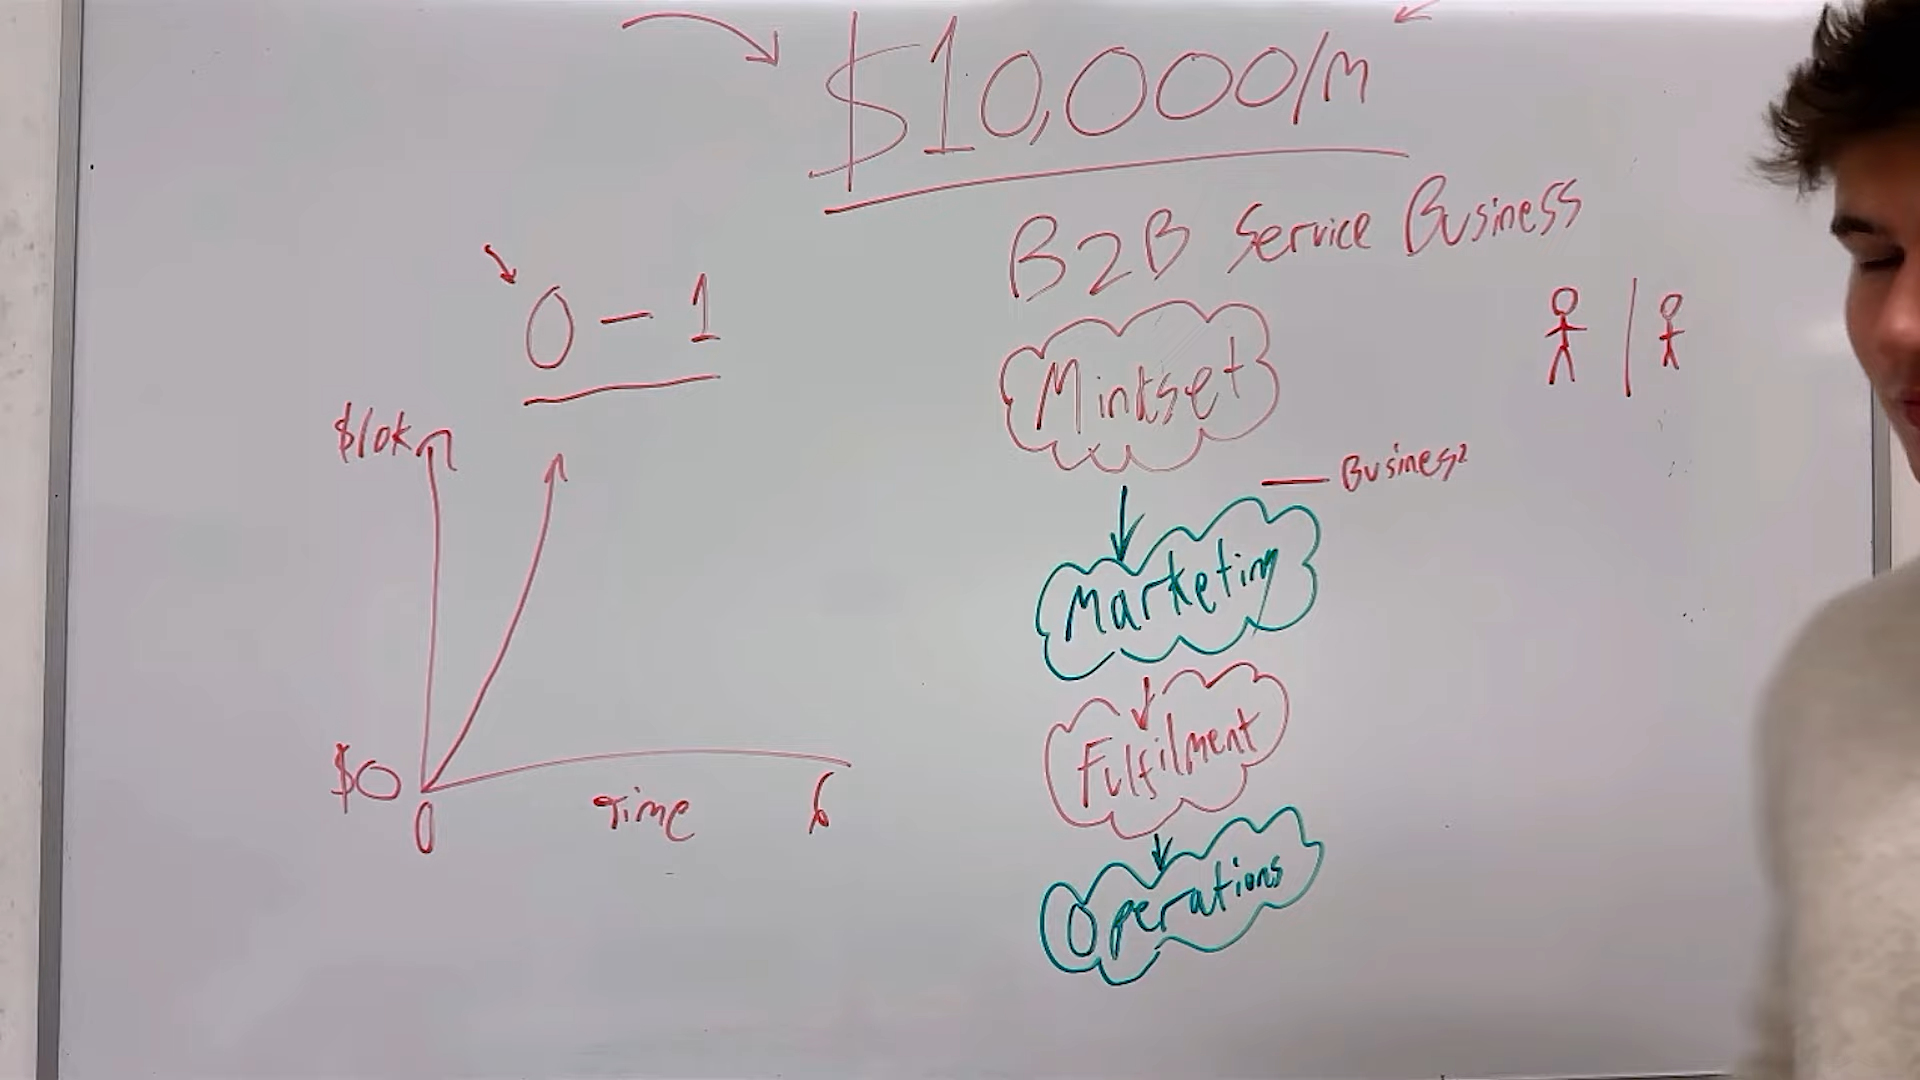 $10,000/m
B2B Service Business
0 - 1
Mindset
$10k
Business?
Marketing
Fulfilment
$0
0
Time
6
Operations